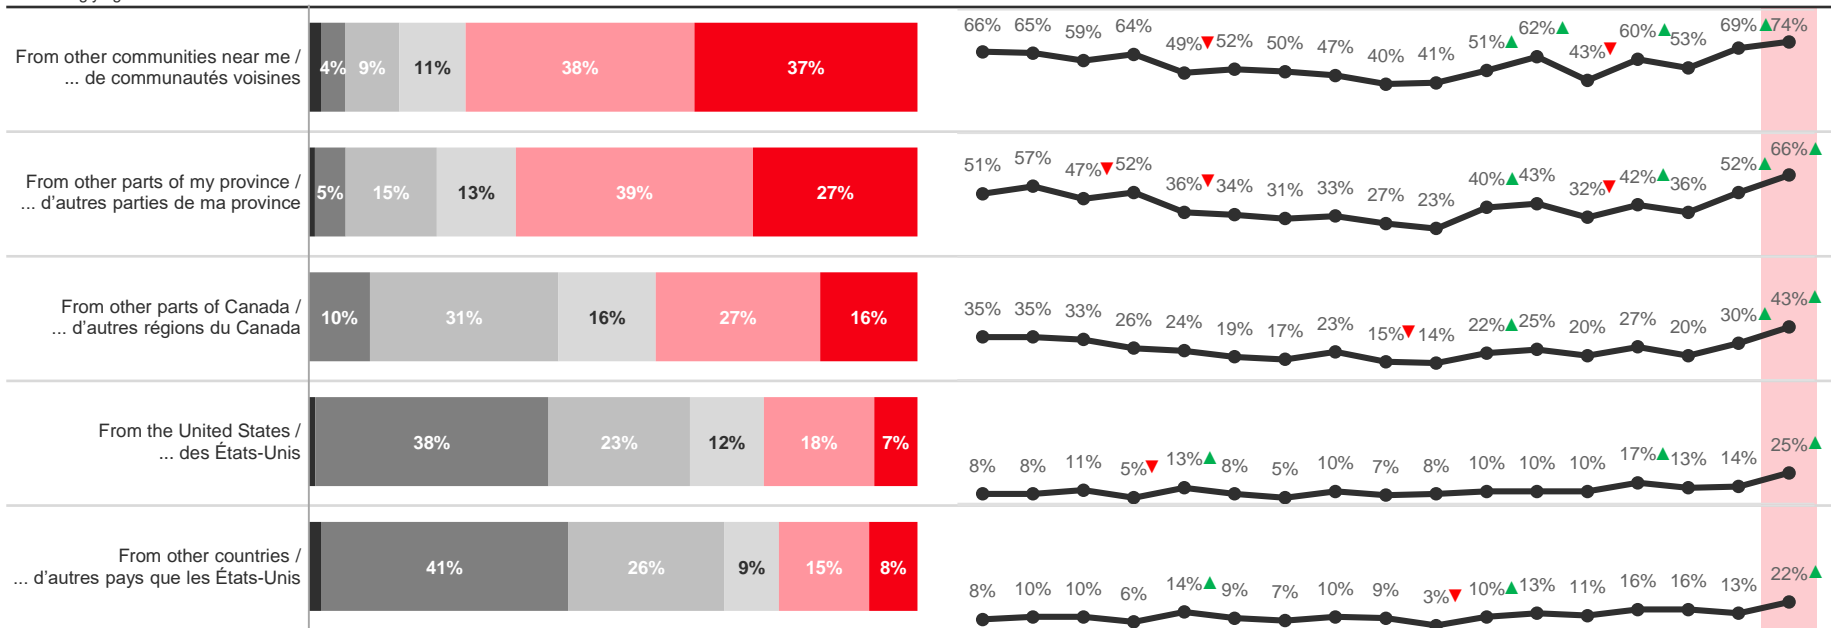 From other communities near me /
... de communautés voisines
4% 9% 11% 38% 37%
66% 65% 59% 64% 49% 52% 50% 47% 40% 41% 51% 62% 43% 60% 53% 69% 74%
From other parts of my province /
... d'autres parties de ma province
5% 15% 13% 39% 27%
51% 57% 47% 52% 36% 34% 31% 33% 27% 23% 40% 43% 32% 42% 36% 52% 66%
From other parts of Canada /
... d'autres régions du Canada
10% 31% 16% 27% 16%
35% 35% 33% 26% 24% 19% 17% 23% 15% 14% 22% 25% 20% 27% 20% 30% 43%
From the United States /
... des États-Unis
38% 23% 12% 18% 7%
8% 8% 11% 5% 13% 8% 5% 10% 7% 8% 10% 10% 10% 17% 13% 14% 25%
From other countries /
... d'autres pays que les États-Unis
41% 26% 9% 15% 8%
8% 10% 10% 6% 14% 9% 7% 10% 9% 3% 10% 13% 11% 16% 16% 13% 22%